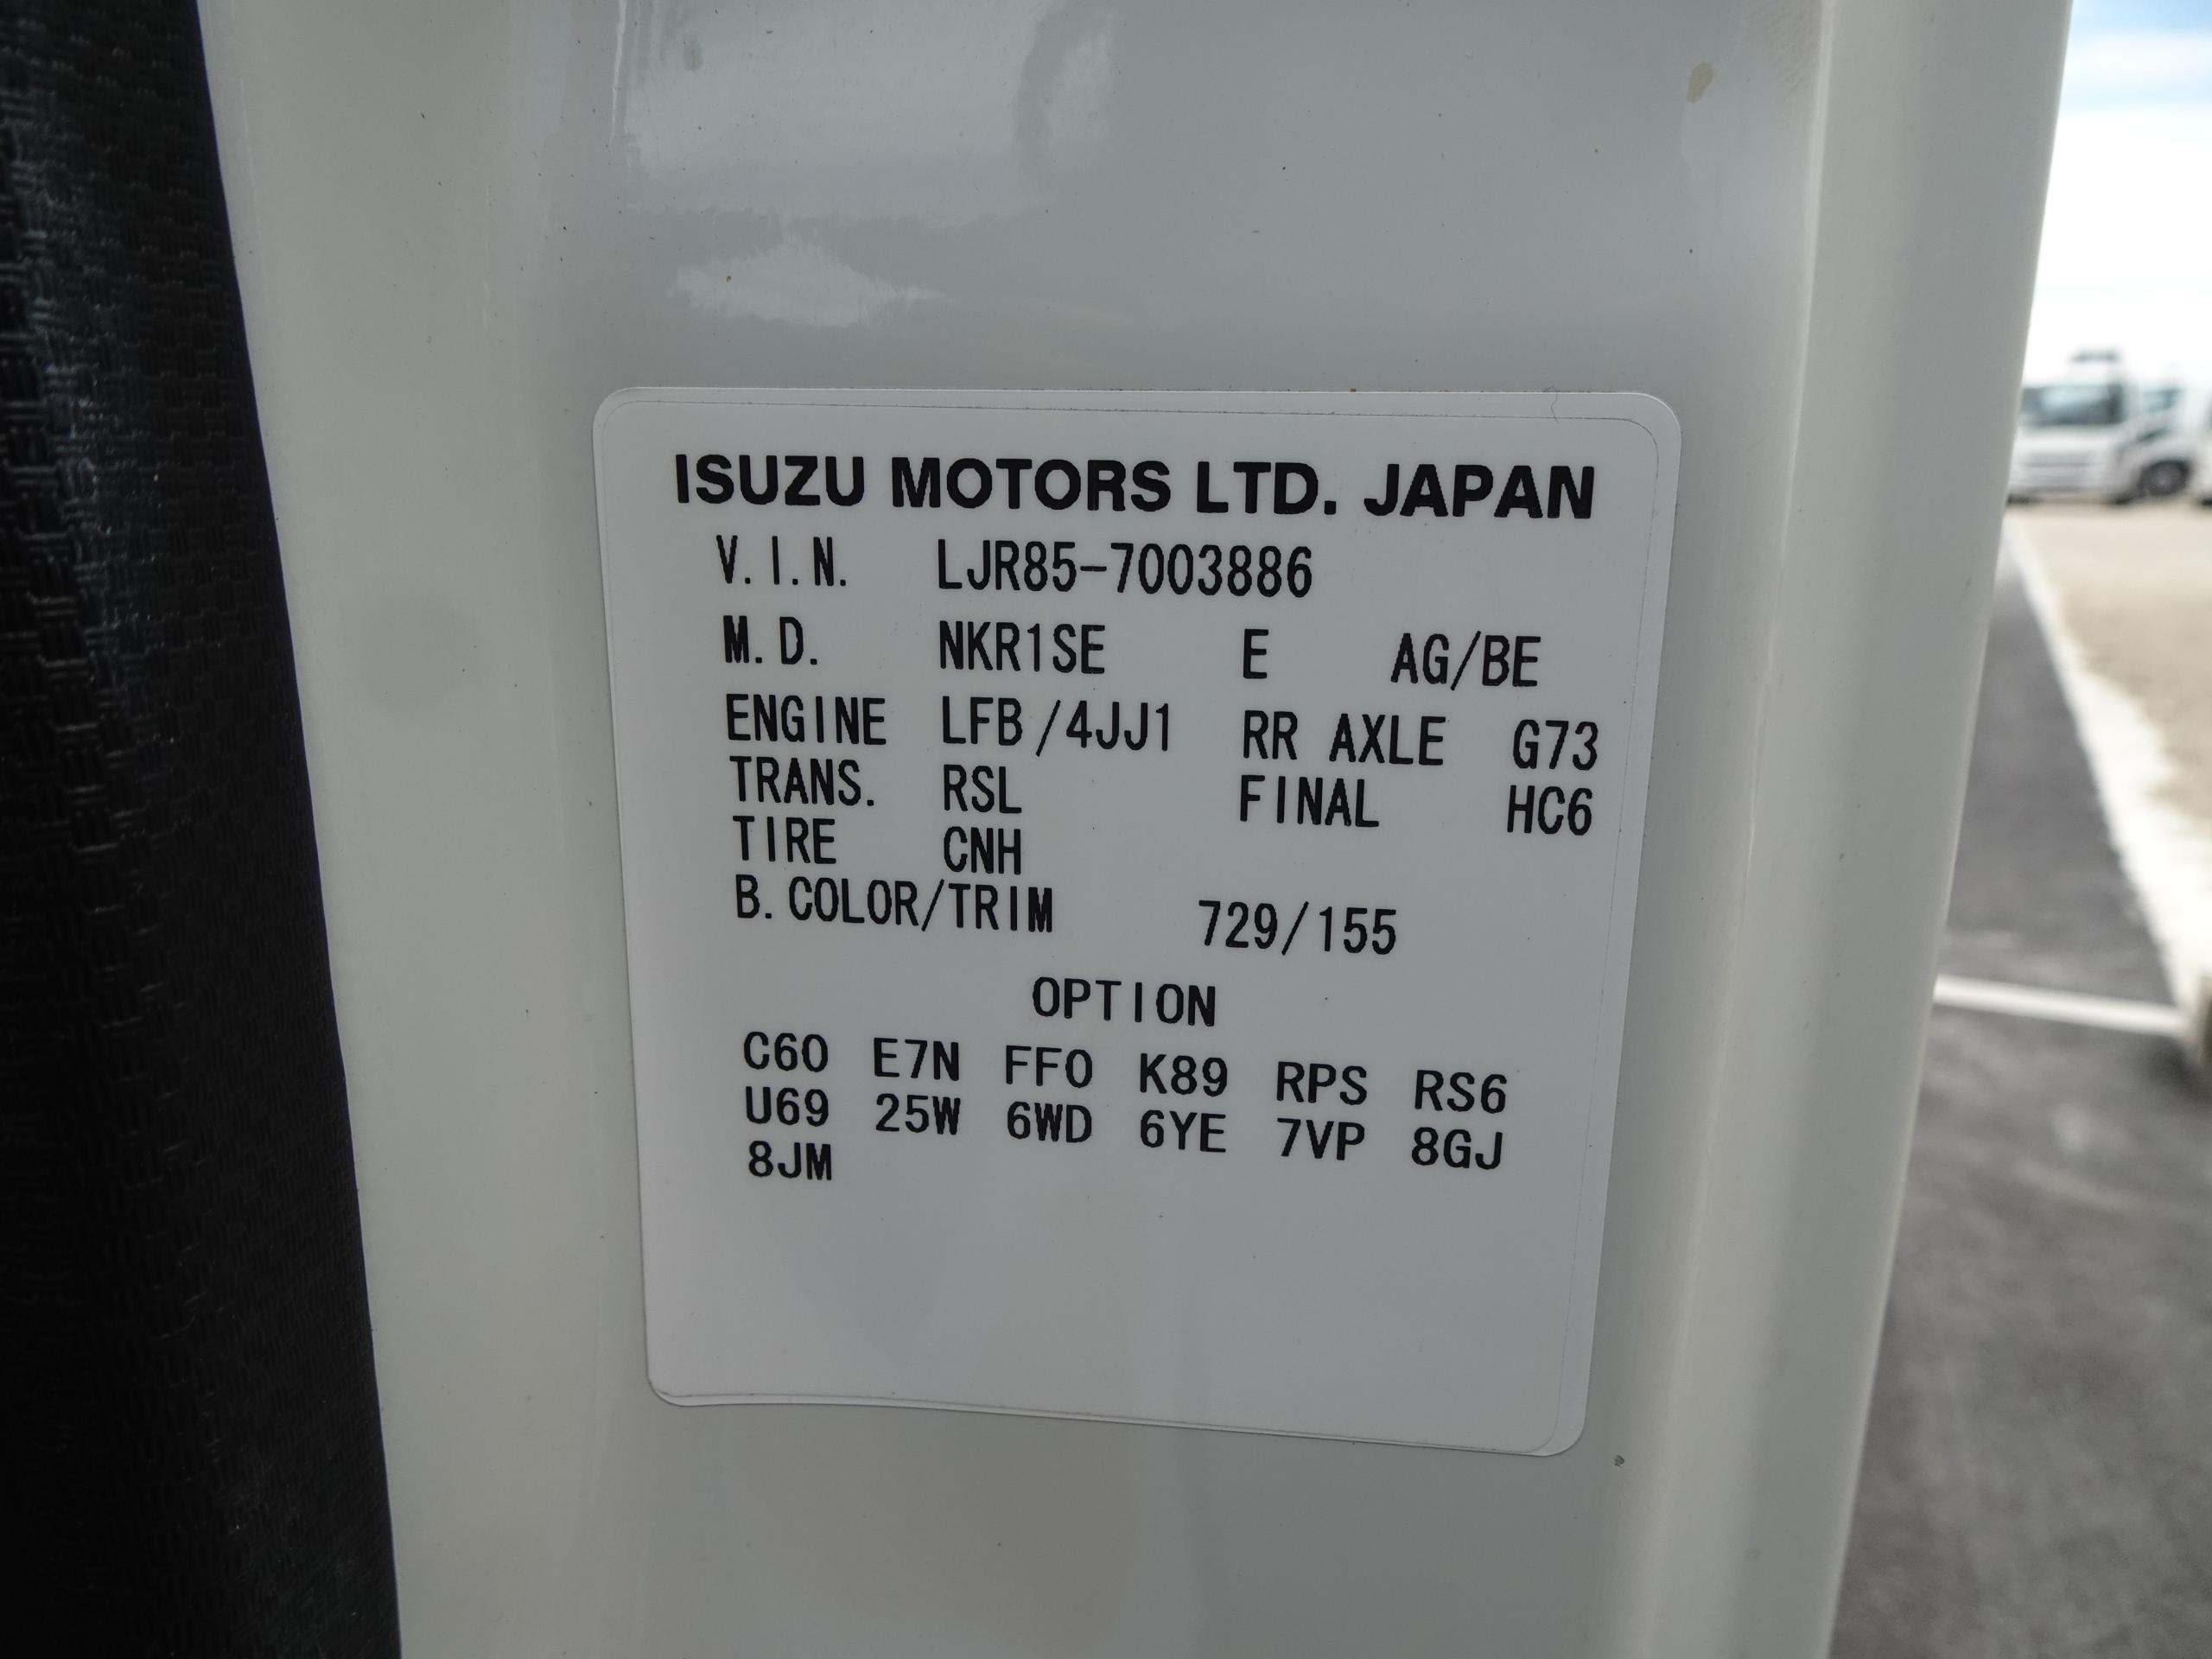 ISUZU MOTORS LTD. JAPAN
V.I.N. LJR85-7003886
M.D. NKR1SE E AG/BE
ENGINE LFB/4JJ1 RR AXLE G73
TRANS. RSL FINAL HC6
TIRE CNH
B.COLOR/TRIM 729/155
OPTION
C60 E7N FF0 K89 RPS RS6
U69 25W 6WD 6YE 7VP 8GJ
8JM